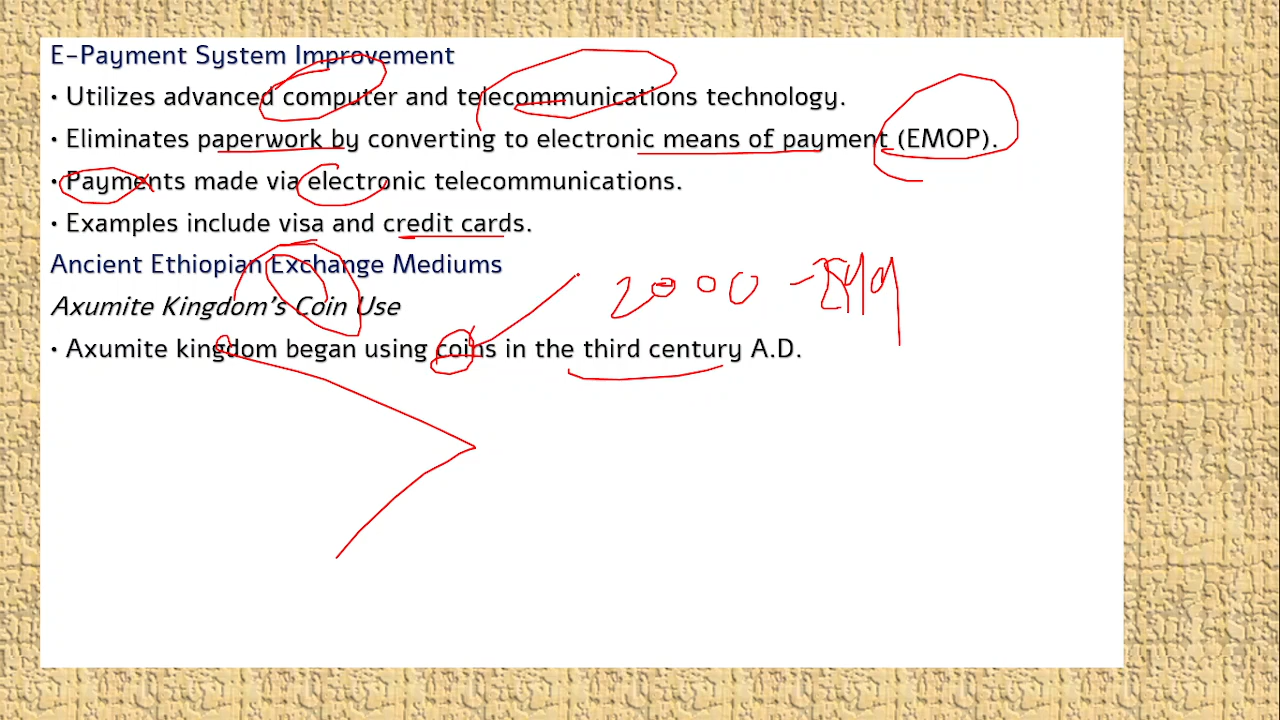 E-Payment System Improvement
• Utilizes advanced computer and telecommunications technology.
• Eliminates paperwork by converting to electronic means of payment (EMOP).
• Payments made via electronic telecommunications.
• Examples include visa and credit cards.
Ancient Ethiopian Exchange Mediums
2000
Axumite Kingdom's Coin Use
• Axumite kingdom began using coins in the third century A.D.